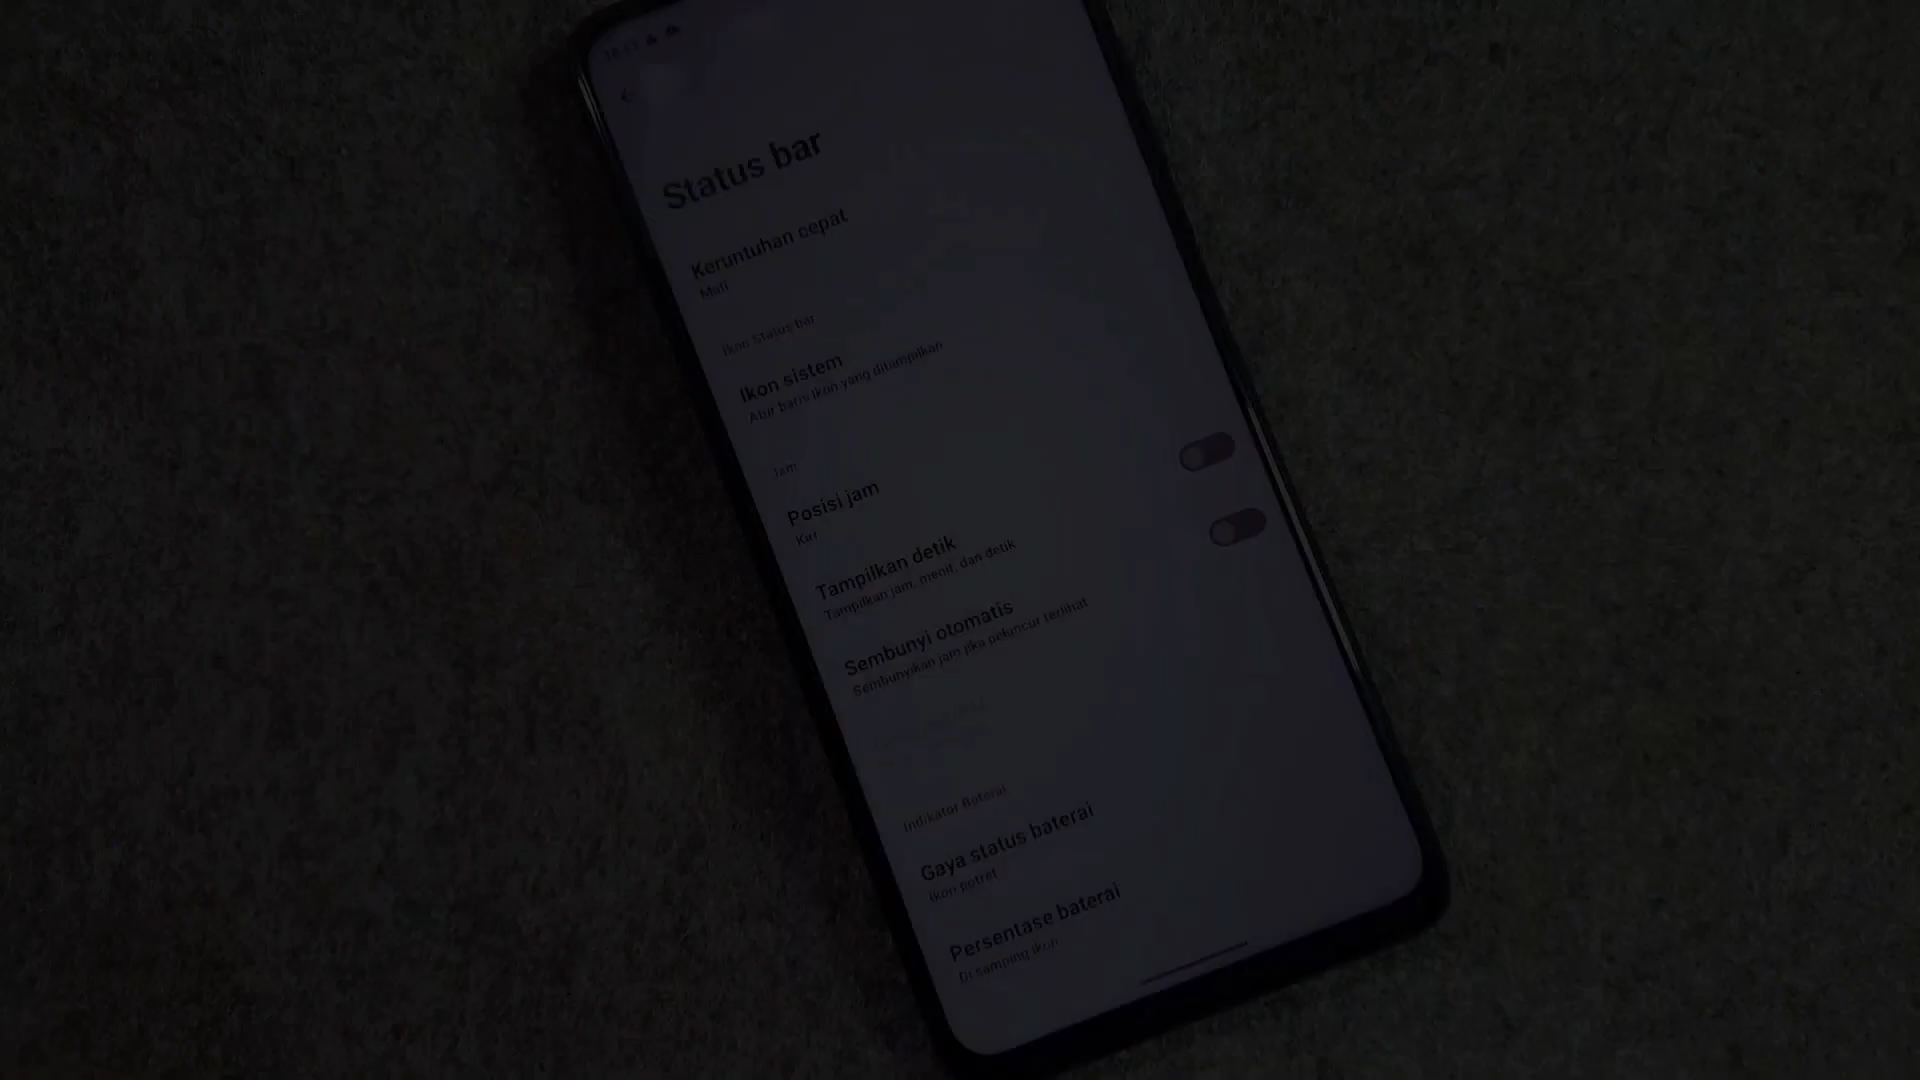 Status bar
Keruntuhan cepat
Mati
Ikon Status bar
Ikon sistem
Atur baris ikon yang ditampilkan
Jam
Posisi jam
Kiri
Tampilkan detik
Tampilkan jam, menit, dan detik
Sembunyi otomatis
Sembunyikan jam jika peluncur terlihat
Indikator Baterai
Gaya status baterai
Ikon potret
Persentase baterai
Di samping ikon